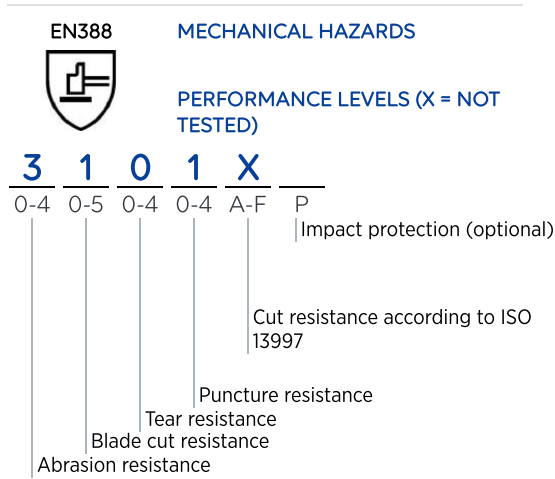 EN388
MECHANICAL HAZARDS
PERFORMANCE LEVELS (X = NOT
TESTED)
3 1 0 1 X
0-4 0-5 0-4 0-4 A-F P
Impact protection (optional)
Cut resistance according to ISO
13997
Puncture resistance
Tear resistance
Blade cut resistance
Abrasion resistance